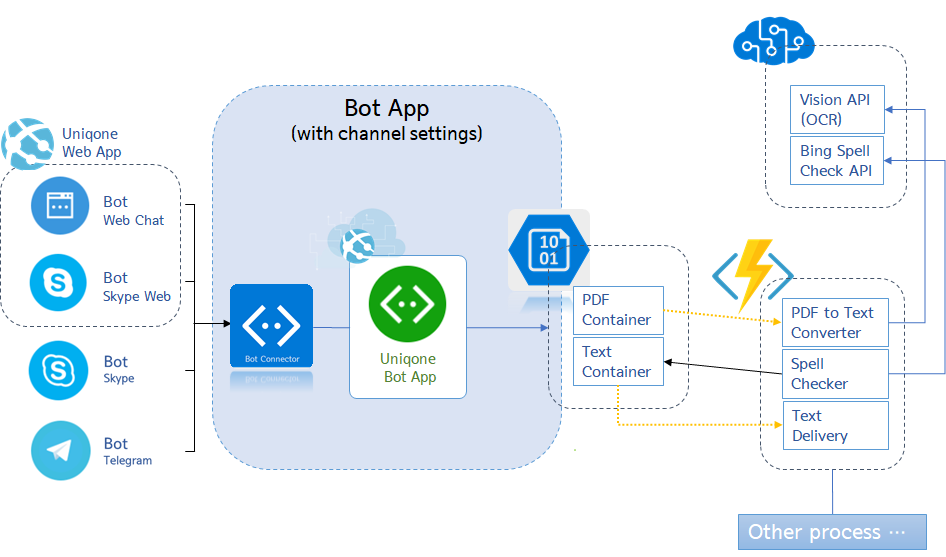 Bot App
(with channel settings)
Uniqone
Web App
Bot
Web Chat
Bot
Skype Web
Bot
Skype
Bot
Telegram
Bot Connector
Uniqone
Bot App
10
01
PDF
Container
Text
Container
Vision API
(OCR)
Bing Spell
Check API
PDF to Text
Converter
Spell
Checker
Text
Delivery
Other process ⋯